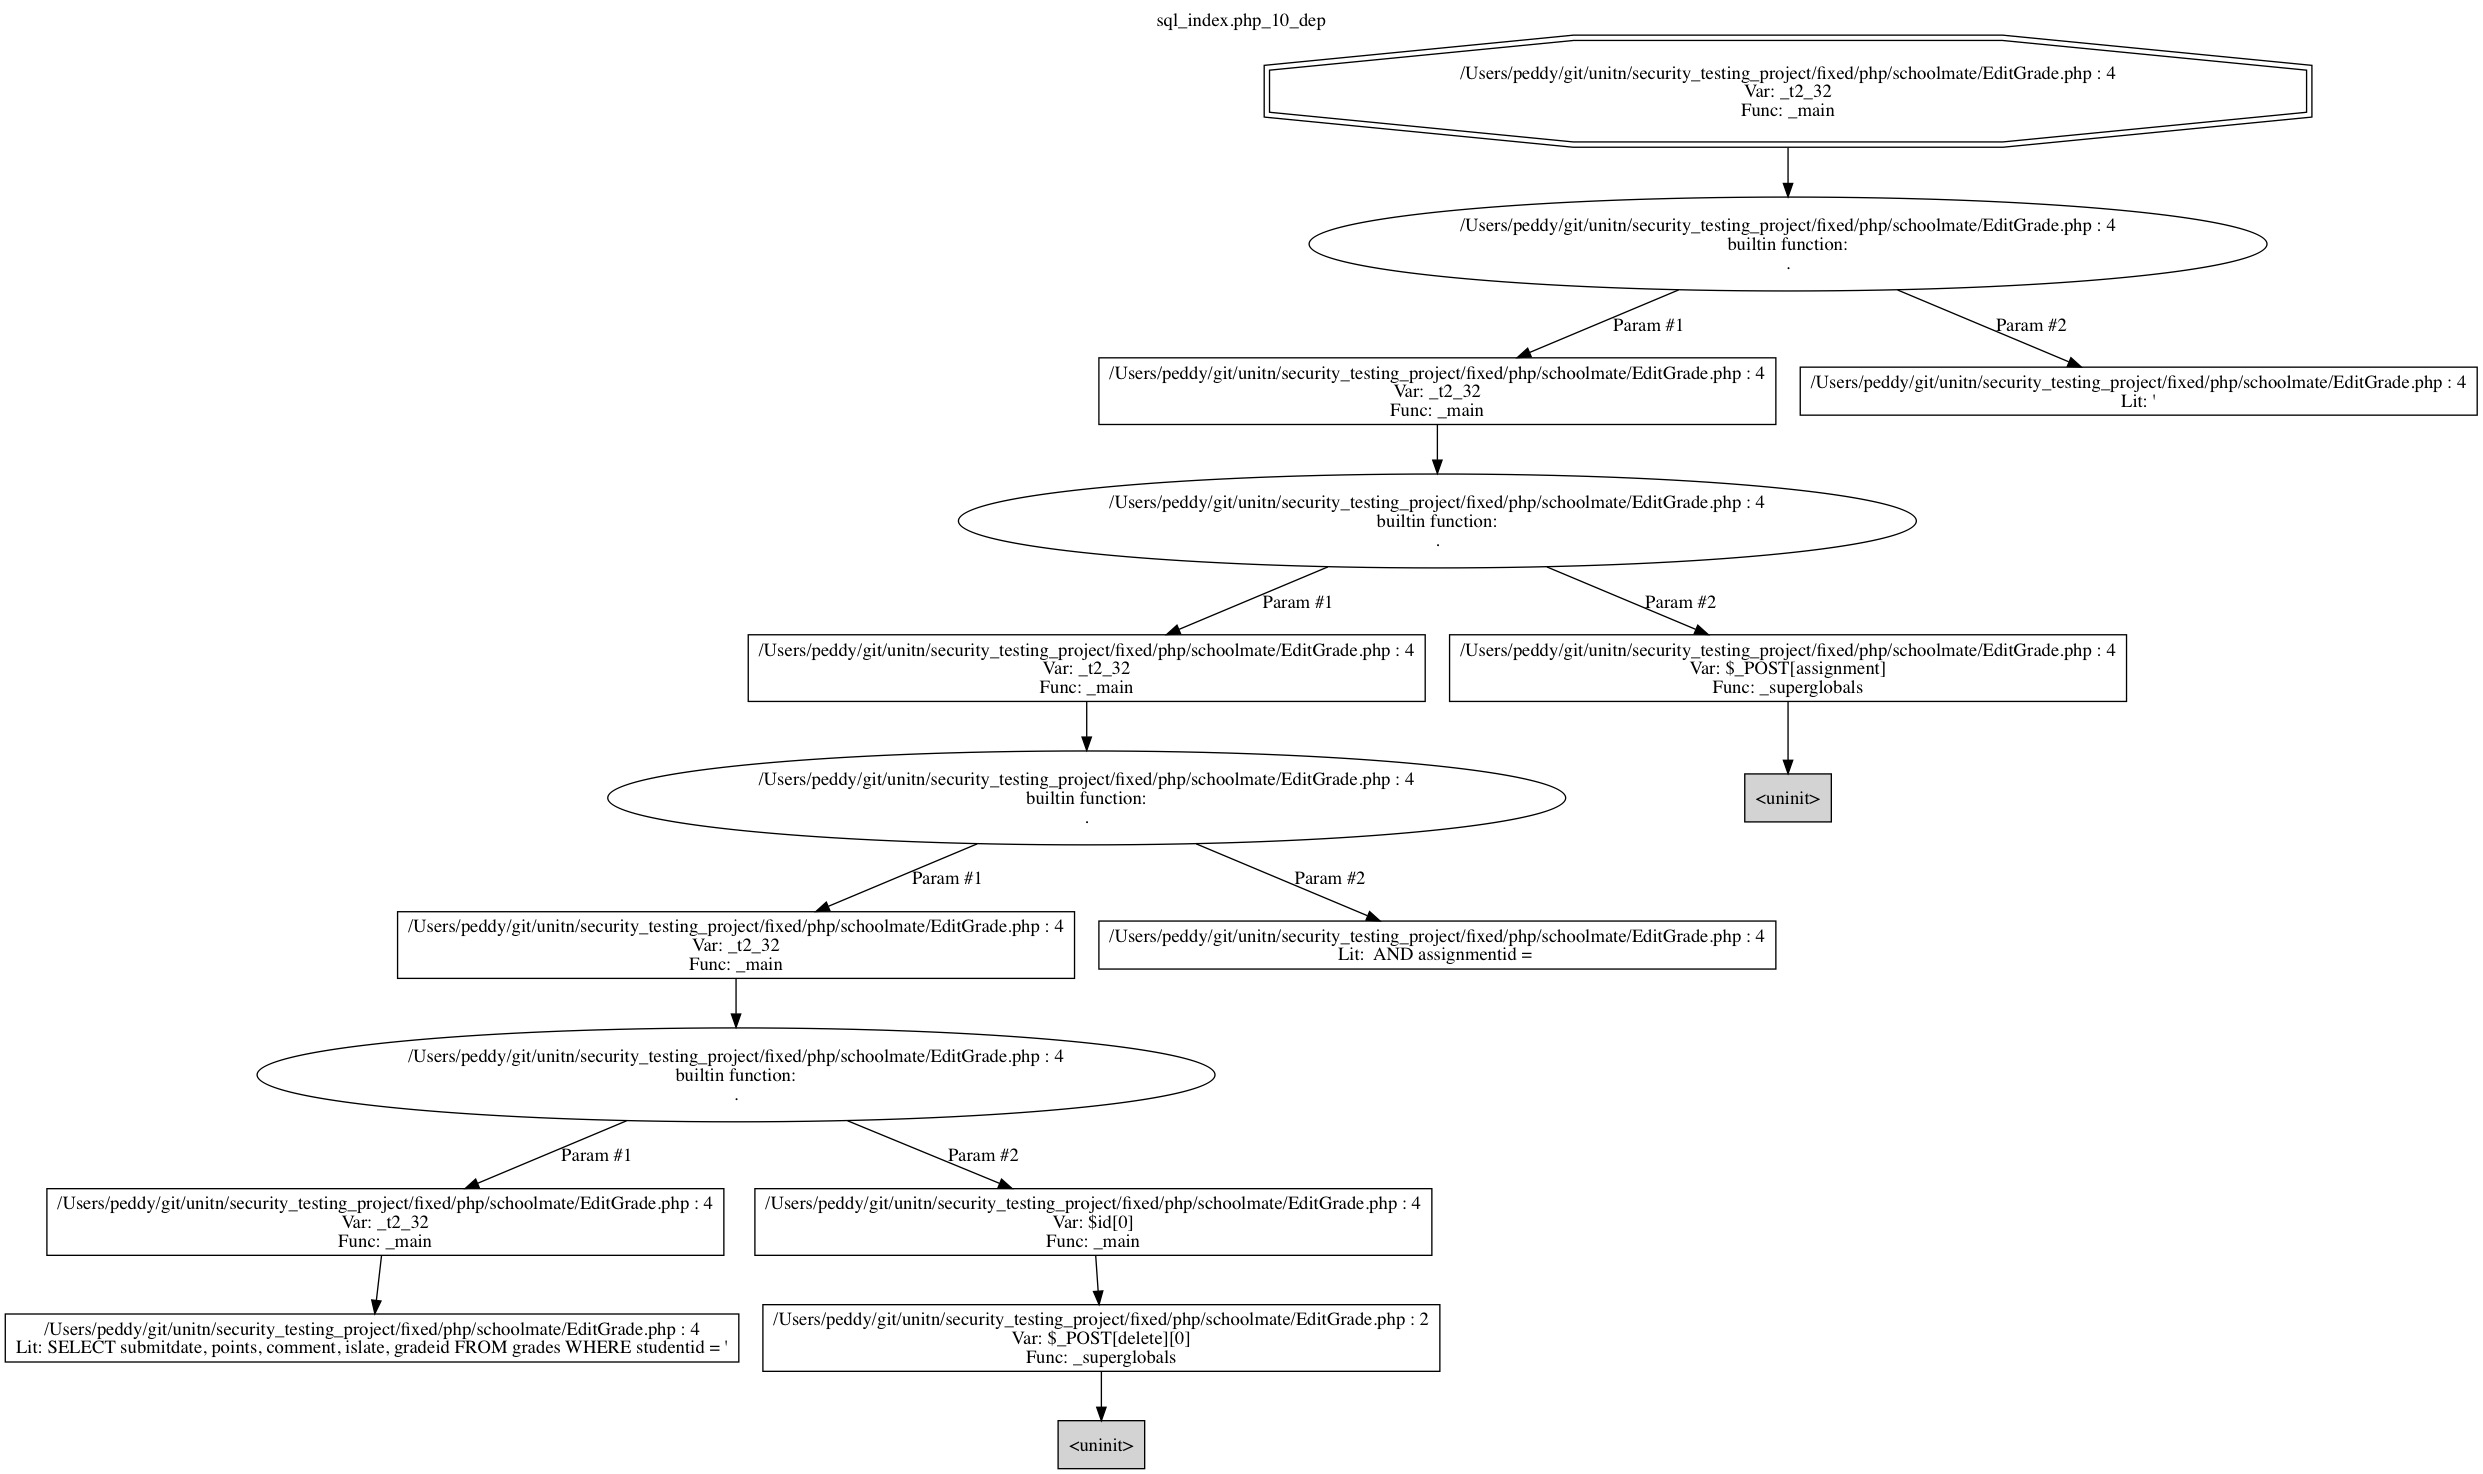 sql_index.php_10_dep
/Users/peddy/git/unitn/security_testing_project/fixed/php/schoolmate/EditGrade.php : 4
Var: _t2_32
Func: _main
/Users/peddy/git/unitn/security_testing_project/fixed/php/schoolmate/EditGrade.php : 4
builtin function:
.
Param #1
Param #2
/Users/peddy/git/unitn/security_testing_project/fixed/php/schoolmate/EditGrade.php : 4
Var: _t2_32
Func: _main
/Users/peddy/git/unitn/security_testing_project/fixed/php/schoolmate/EditGrade.php : 4
Lit: '
/Users/peddy/git/unitn/security_testing_project/fixed/php/schoolmate/EditGrade.php : 4
builtin function:
.
Param #1
Param #2
/Users/peddy/git/unitn/security_testing_project/fixed/php/schoolmate/EditGrade.php : 4
Var: _t2_32
Func: _main
/Users/peddy/git/unitn/security_testing_project/fixed/php/schoolmate/EditGrade.php : 4
Var: $_POST[assignment]
Func: _superglobals
/Users/peddy/git/unitn/security_testing_project/fixed/php/schoolmate/EditGrade.php : 4
builtin function:
.
<uninit>
Param #1
Param #2
/Users/peddy/git/unitn/security_testing_project/fixed/php/schoolmate/EditGrade.php : 4
Var: _t2_32
Func: _main
/Users/peddy/git/unitn/security_testing_project/fixed/php/schoolmate/EditGrade.php : 4
Lit:  AND assignmentid =
/Users/peddy/git/unitn/security_testing_project/fixed/php/schoolmate/EditGrade.php : 4
builtin function:
.
Param #1
Param #2
/Users/peddy/git/unitn/security_testing_project/fixed/php/schoolmate/EditGrade.php : 4
Var: _t2_32
Func: _main
/Users/peddy/git/unitn/security_testing_project/fixed/php/schoolmate/EditGrade.php : 4
Var: $id[0]
Func: _main
/Users/peddy/git/unitn/security_testing_project/fixed/php/schoolmate/EditGrade.php : 4
Lit: SELECT submitdate, points, comment, islate, gradeid FROM grades WHERE studentid = '
/Users/peddy/git/unitn/security_testing_project/fixed/php/schoolmate/EditGrade.php : 2
Var: $_POST[delete][0]
Func: _superglobals
<uninit>